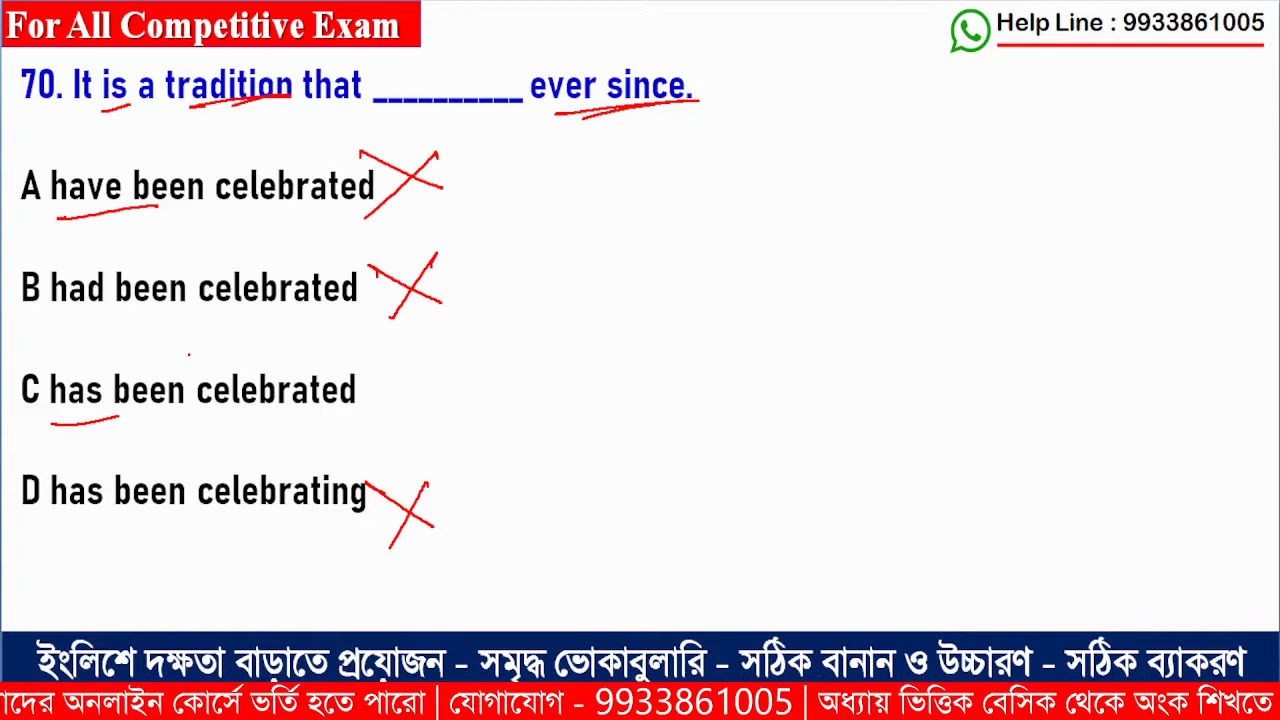 For All Competitive Exam
Help Line : 9933861005
70. It is a tradition that __________ ever since.
A have been celebrated
B had been celebrated
C has been celebrated
D has been celebrating
ইংলিশে দক্ষতা বাড়াতে প্রয়োজন - সমৃদ্ধ ভোকাবুলারি - সঠিক বানান ও উচ্চারণ - সঠিক ব্যাকরণ
াদের অনলাইন কোর্সে ভর্তি হতে পারো | যোগাযোগ - 9933861005 | অধ্যায় ভিত্তিক বেসিক থেকে অংক শিখতে